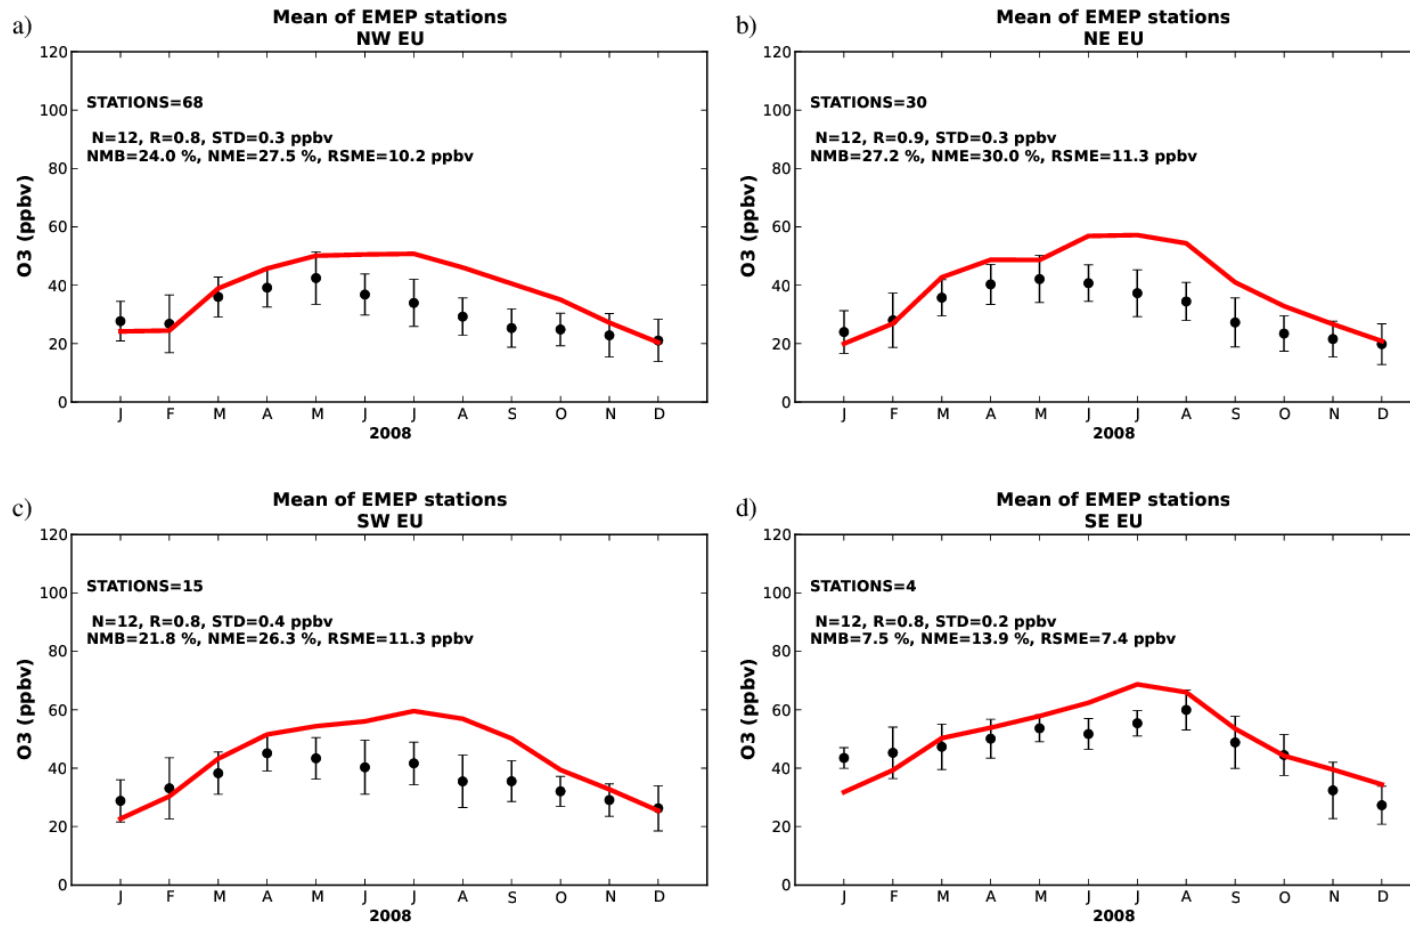 a)
Mean of EMEP stations
NW EU
120
100
80
60
40
20
0
O3 (ppbv)
STATIONS=68
N=12, R=0.8, STD=0.3 ppbv
NMB=24.0 %, NME=27.5 %, RSME=10.2 ppbv
J F M A M J J A S O N D
2008
b)
Mean of EMEP stations
NE EU
120
100
80
60
40
20
0
O3 (ppbv)
STATIONS=30
N=12, R=0.9, STD=0.3 ppbv
NMB=27.2 %, NME=30.0 %, RSME=11.3 ppbv
J F M A M J J A S O N D
2008
c)
Mean of EMEP stations
SW EU
120
100
80
60
40
20
0
O3 (ppbv)
STATIONS=15
N=12, R=0.8, STD=0.4 ppbv
NMB=21.8 %, NME=26.3 %, RSME=11.3 ppbv
J F M A M J J A S O N D
2008
d)
Mean of EMEP stations
SE EU
120
100
80
60
40
20
0
O3 (ppbv)
STATIONS=4
N=12, R=0.8, STD=0.2 ppbv
NMB=7.5 %, NME=13.9 %, RSME=7.4 ppbv
J F M A M J J A S O N D
2008